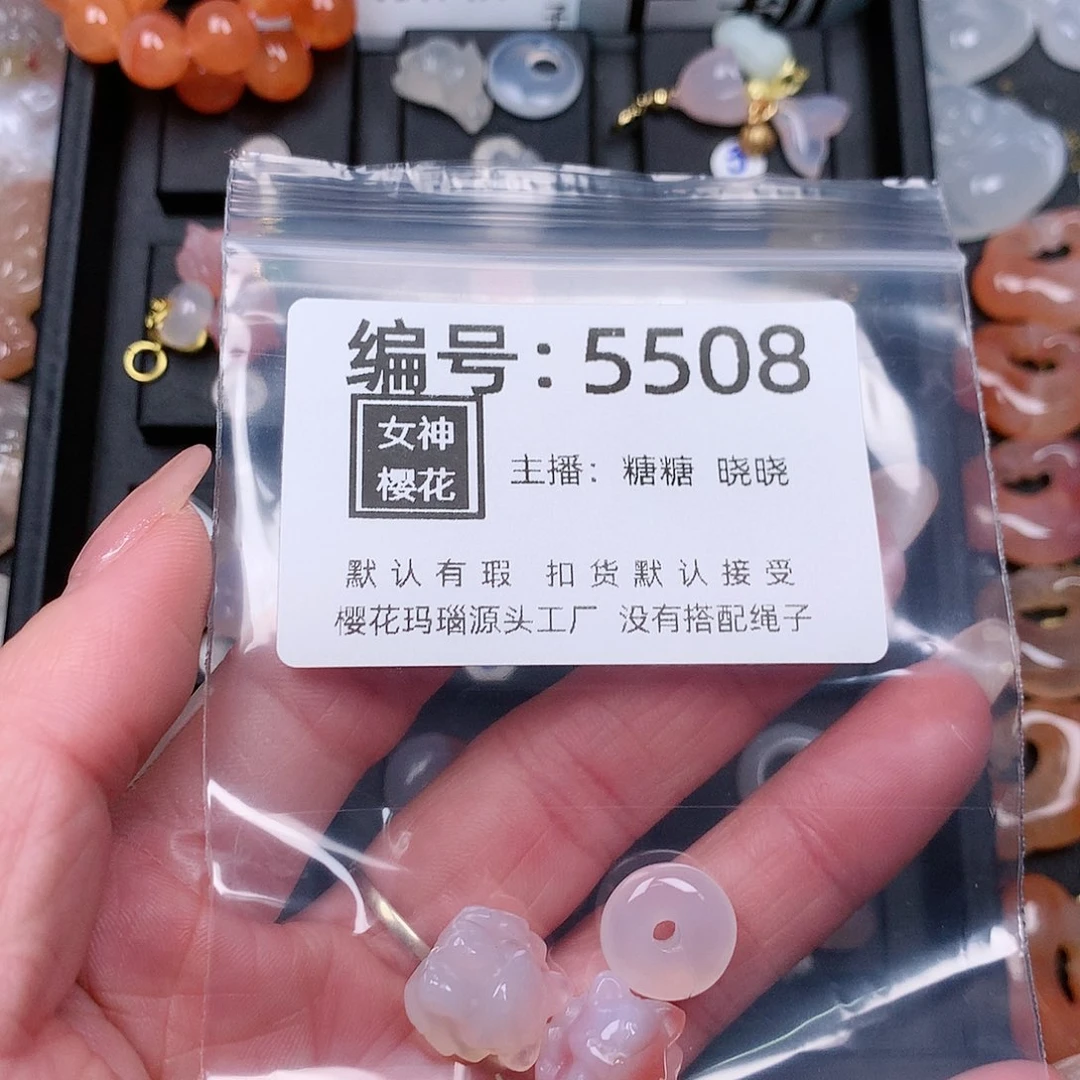 子
编号:5508
女神
樱花
主播: 糖糖 晓晓
默认有瑕 扣货默认接受
樱花玛瑙源头工厂 没有搭配绳子